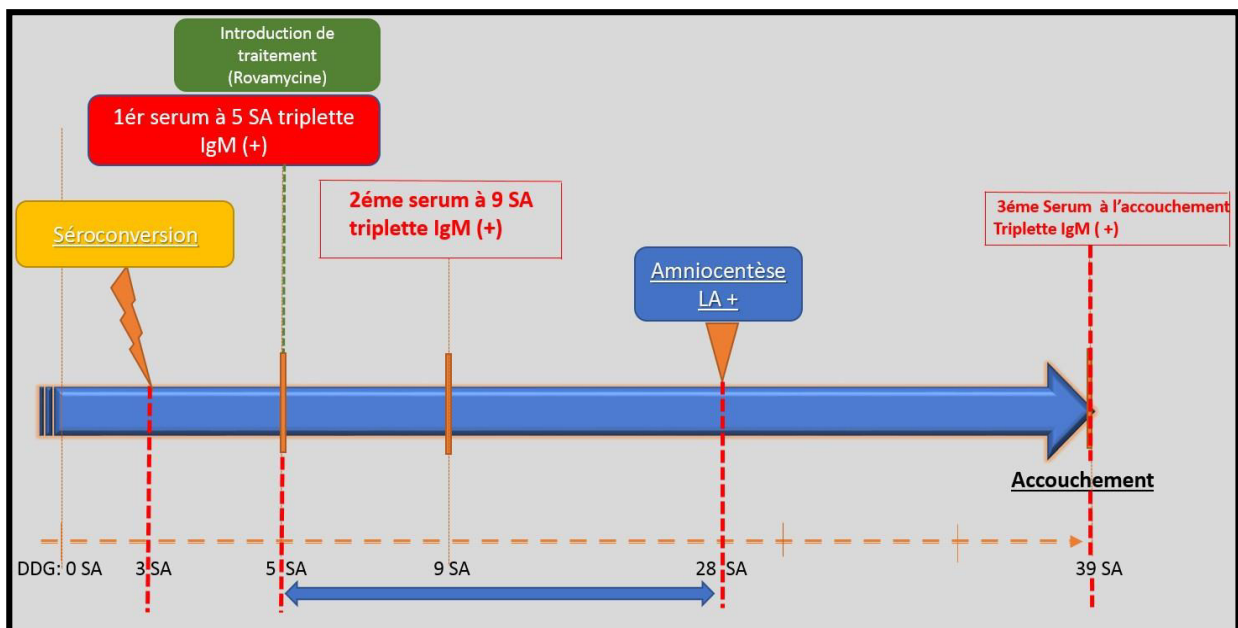 Introduction de
traitement
(Rovamycine)
1ér serum à 5 SA triplette
IgM (+)
2éme serum à 9 SA
triplette IgM (+)
3éme Serum à l'accouchement
Triplette IgM ( +)
Séroconversion
Amniocentèse
LA +
Accouchement
DDG: 0 SA
3 SA
5 SA
9 SA
28 SA
39 SA